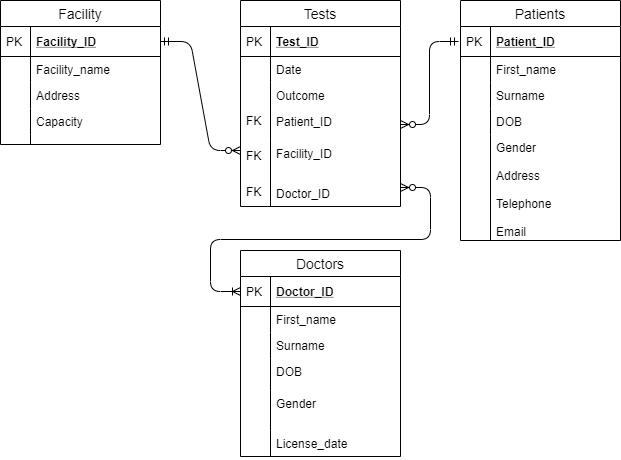 Facility
PK Facility_ID
Facility_name
Address
Capacity
Tests
PK Test_ID
Date
Outcome
FK Patient_ID
FK Facility_ID
FK Doctor_ID
Patients
PK Patient_ID
First_name
Surname
DOB
Gender
Address
Telephone
Email
Doctors
PK Doctor_ID
First_name
Surname
DOB
Gender
License_date